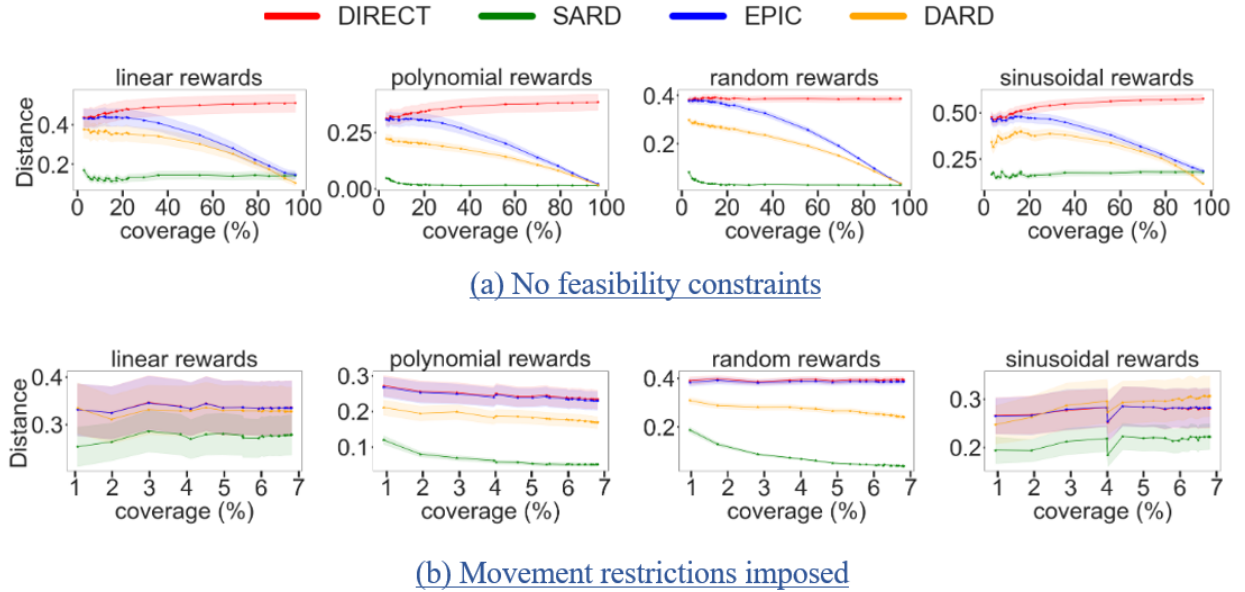 DIRECT SARD EPIC DARD
linear rewards polynomial rewards random rewards sinusoidal rewards
Distance
0.4
0.2
0.25
0.00
0.4
0.2
0.50
0.25
0 20 40 60 80 100 0 20 40 60 80 100 0 20 40 60 80 100 0 20 40 60 80 100
coverage (%) coverage (%) coverage (%) coverage (%)
(a) No feasibility constraints
linear rewards polynomial rewards random rewards sinusoidal rewards
Distance
0.4
0.3
0.3
0.2
0.1
0.4
0.2
0.3
0.2
1 2 3 4 5 6 7 1 2 3 4 5 6 7 1 2 3 4 5 6 7 1 2 3 4 5 6 7
coverage (%) coverage (%) coverage (%) coverage (%)
(b) Movement restrictions imposed